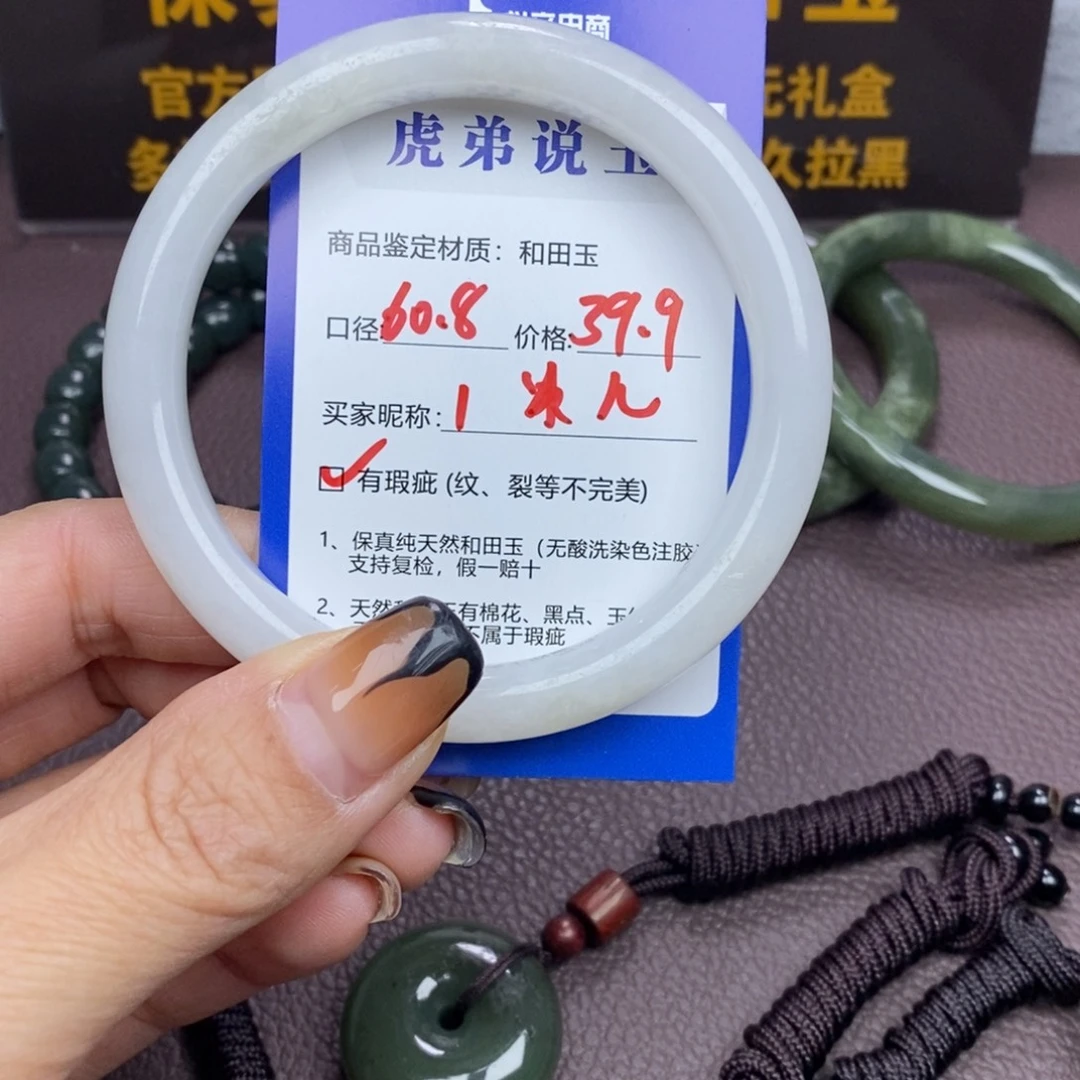 官方
元礼盒
久拉黑
电商
虎弟说玉
商品鉴定材质：和田玉
口径:60.8 价格:39.9
买家昵称:1
有瑕疵 (纹、裂等不完美)
1、保真纯天然和田玉（无酸洗染色注胶
支持复检，假一赔十
2、天然 有棉花、黑点、玉
不属于瑕疵